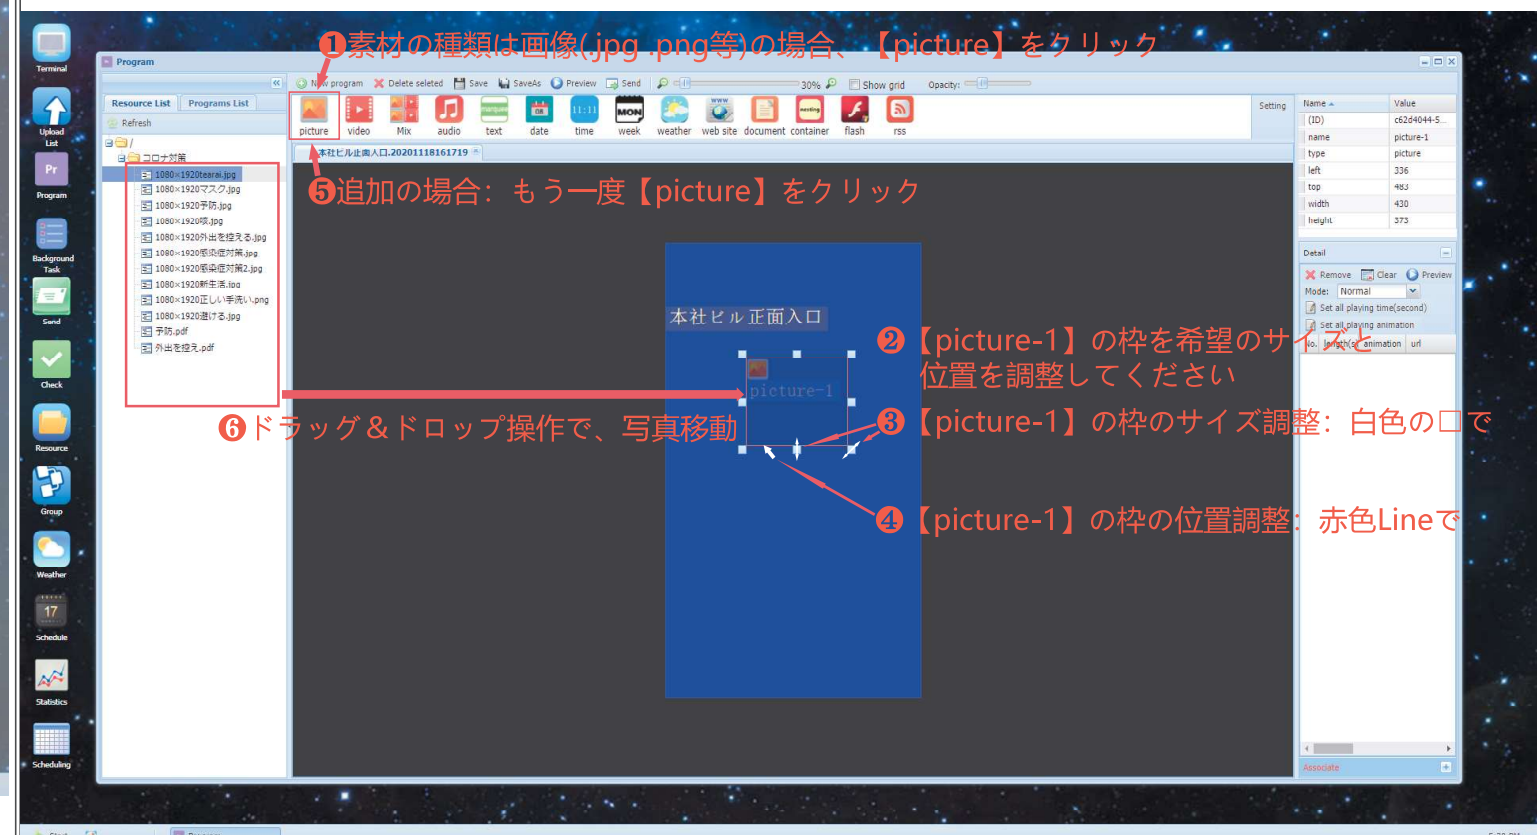 ❶素材の種類は画像(.jpg .png等)の場合、【picture】をクリック
Terminal
Upload List
Pr
Program
Background Task
Send
Check
Resource
Group
Weather
17
Schedule
Statistics
Scheduling
Program
Resource List Programs List
Refresh
/
コロナ対策
1080×1920tearai.jpg
1080×1920マスク.jpg
1080×1920予防.jpg
1080×1920咳.jpg
1080×1920外出を控える.jpg
1080×1920感染症対策.jpg
1080×1920感染症対策2.jpg
1080×1920新生活.jpg
1080×1920正しい手洗い.png
1080×1920避ける.jpg
予防.pdf
外出を控え.pdf
New program Delete seleted Save SaveAs Preview Send 30% Show grid Opacity:
marquee 08 11:11 MON WWW nesting
picture video Mix audio text date time week weather web site document container flash rss
Setting
本社ビル正面入口.20201118161719
❺追加の場合：もう一度【picture】をクリック
本社ビル正面入口
picture-1
❷【picture-1】の枠を希望のサイズと
位置を調整してください
❸【picture-1】の枠のサイズ調整：白色の□で
❻ドラッグ＆ドロップ操作で、写真移動
❹【picture-1】の枠の位置調整：赤色Lineで
Name Value
(ID) c62d4044-5...
name picture-1
type picture
left 336
top 483
width 430
height 373
Detail
Remove Clear Preview
Mode: Normal
Set all playing time(second)
Set all playing animation
No. length(s) animation url
Associate
Start
Program